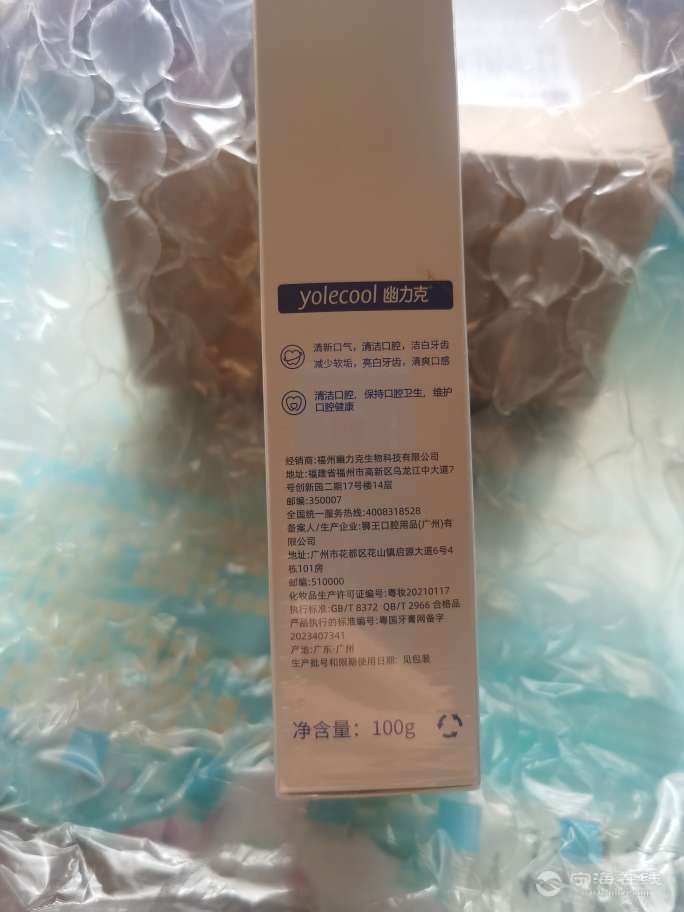 yolecool 幽力克
清新口气，清洁口腔，洁白牙齿
减少软垢，亮白牙齿，清爽口感
清洁口腔，保持口腔卫生，维护
口腔健康
经销商:福州幽力克生物科技有限公司
地址:福建省福州市高新区乌龙江中大道7
号创新园二期17号楼14层
邮编:350007
全国统一服务热线:4008318528
备案人/生产企业:狮王口腔用品(广州)有
限公司
地址:广州市花都区花山镇启源大道6号4
栋101房
邮编:510000
化妆品生产许可证编号:粤妆20210117
执行标准:GB/T 8372 QB/T 2966 合格品
产品执行的标准编号:粤国牙膏网备字
2023407341
产地:广东·广州
生产批号和限期使用日期: 见包装
净含量：100g
宁海在线